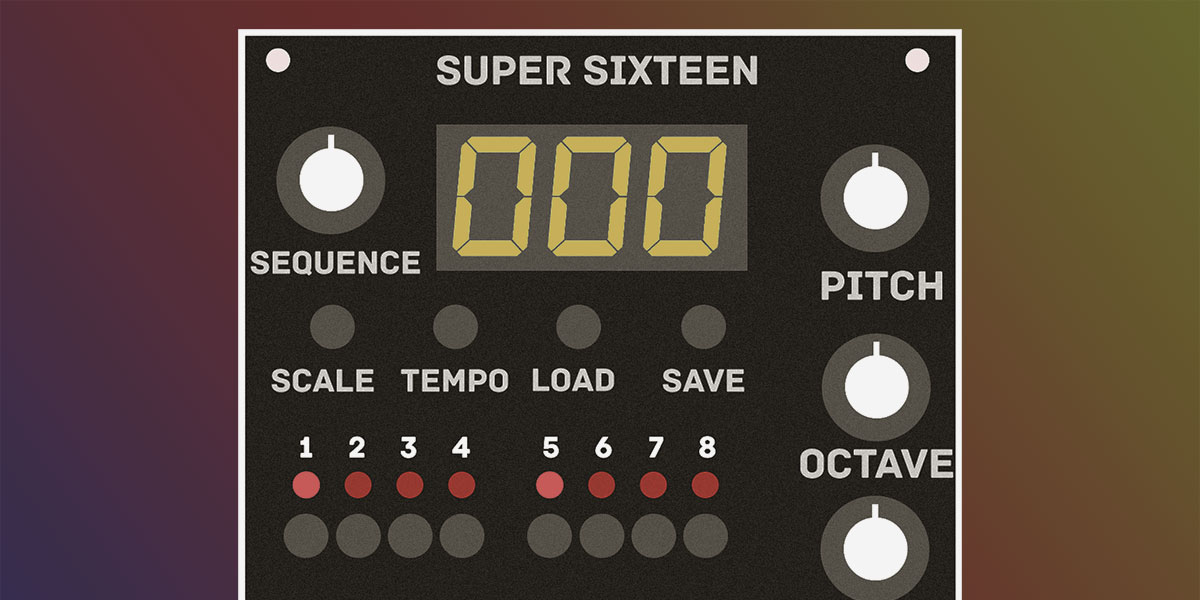 SUPER SIXTEEN
000
SEQUENCE
PITCH
SCALE TEMPO LOAD SAVE
1 2 3 4 5 6 7 8
OCTAVE